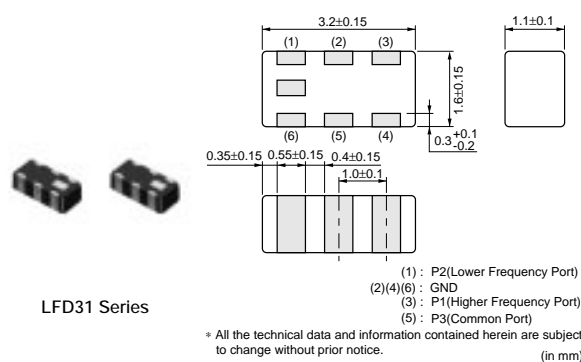 3.2±0.15
1.1±0.1
(1) (2) (3)
1.6±0.15
(6) (5) (4)
0.3 +0.1 -0.2
0.35±0.15 0.55±0.15 0.4±0.15
1.0±0.1
(1) : P2(Lower Frequency Port)
(2)(4)(6) : GND
(3) : P1(Higher Frequency Port)
(5) : P3(Common Port)
LFD31 Series
* All the technical data and information contained herein are subject
to change without prior notice.
(in mm)